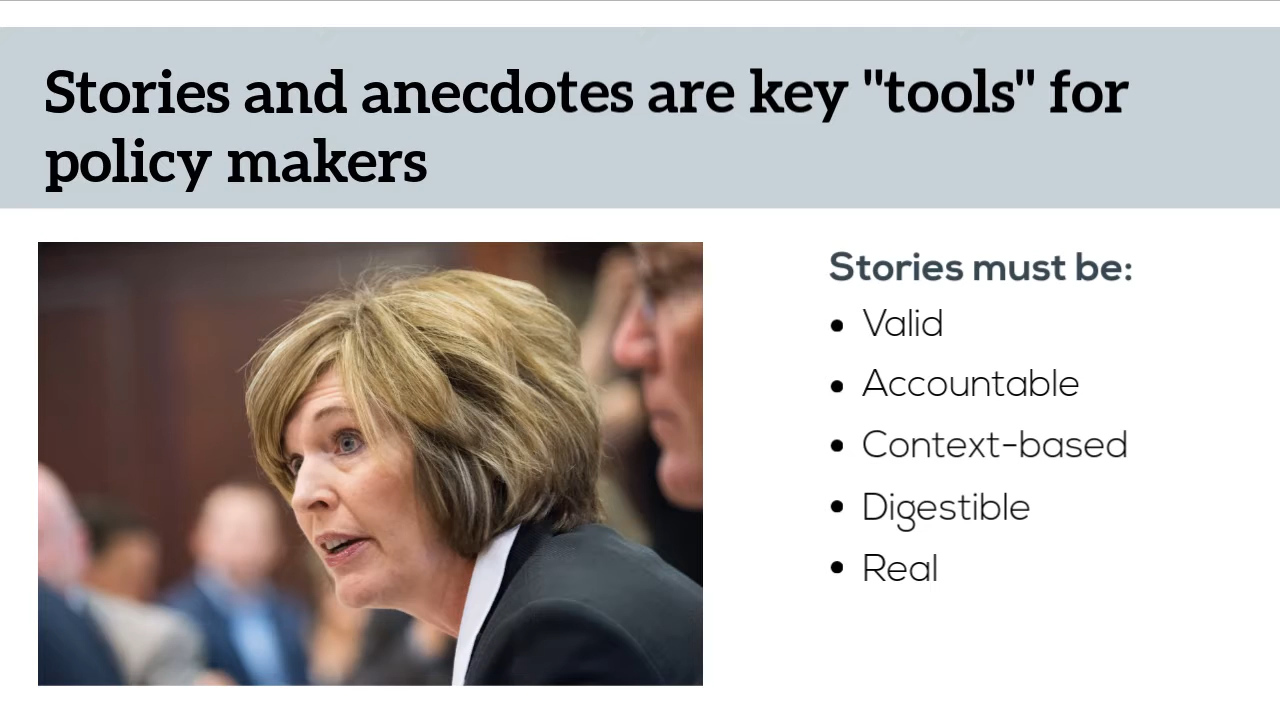 Stories and anecdotes are key "tools" for
policy makers
Stories must be:
• Valid
• Accountable
• Context-based
• Digestible
• Real